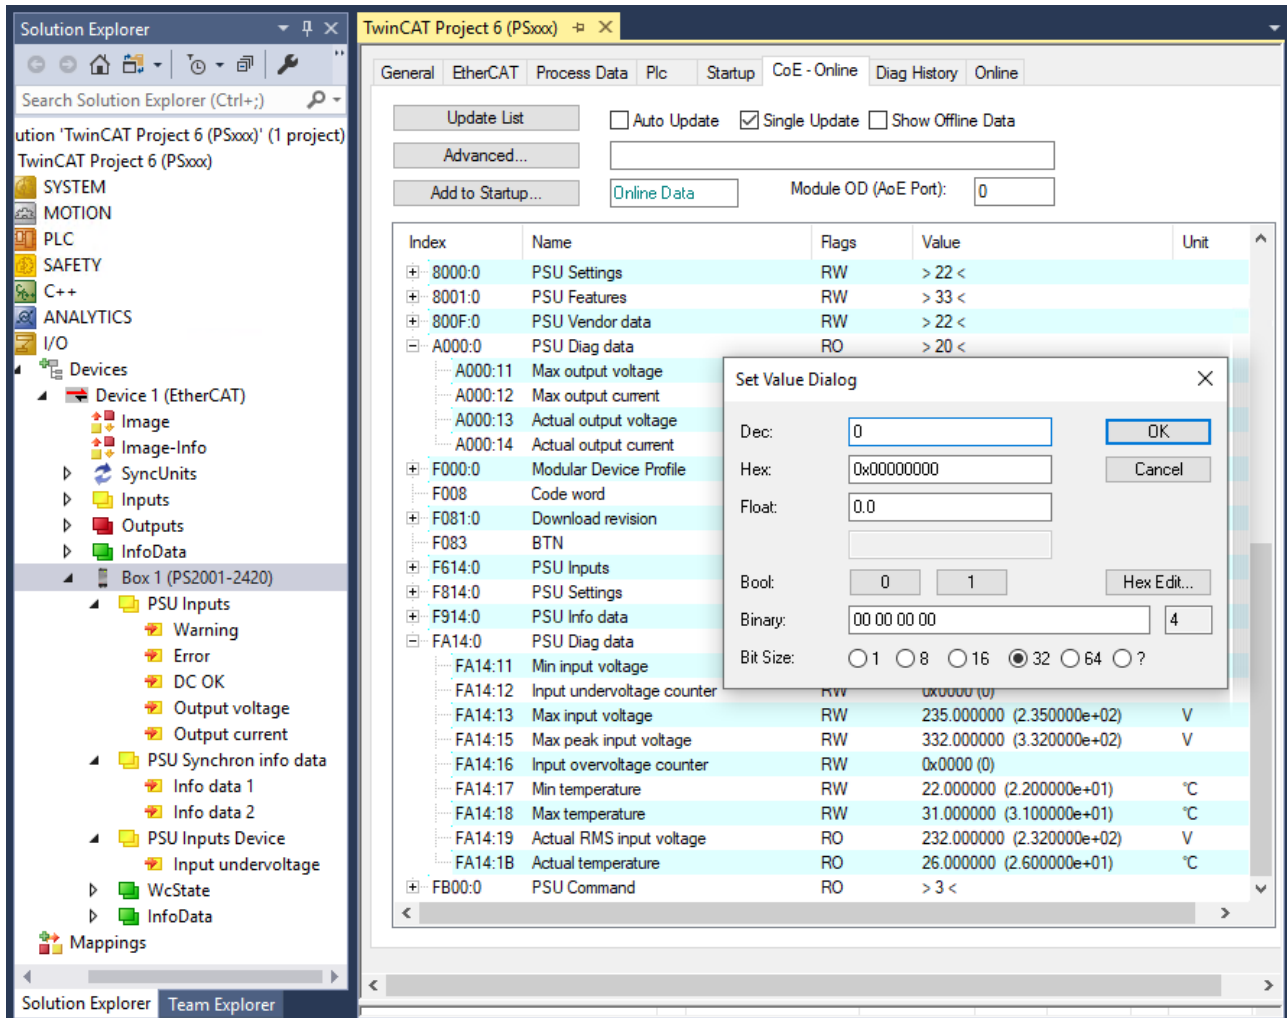 Solution Explorer
Search Solution Explorer (Ctrl+;)
ution 'TwinCAT Project 6 (PSxxx)' (1 project)
TwinCAT Project 6 (PSxxx)
SYSTEM
MOTION
PLC
SAFETY
C++
ANALYTICS
I/O
Devices
Device 1 (EtherCAT)
Image
Image-Info
SyncUnits
Inputs
Outputs
InfoData
Box 1 (PS2001-2420)
PSU Inputs
Warning
Error
DC OK
Output voltage
Output current
PSU Synchron info data
Info data 1
Info data 2
PSU Inputs Device
Input undervoltage
WcState
InfoData
Mappings
Solution Explorer Team Explorer
TwinCAT Project 6 (PSxxx)
General EtherCAT Process Data Plc Startup CoE - Online Diag History Online
Update List Auto Update Single Update Show Offline Data
Advanced...
Add to Startup... Online Data Module OD (AoE Port): 0
Index Name Flags Value Unit
8000:0 PSU Settings RW > 22 <
8001:0 PSU Features RW > 33 <
800F:0 PSU Vendor data RW > 22 <
A000:0 PSU Diag data RO > 20 <
A000:11 Max output voltage
A000:12 Max output current
A000:13 Actual output voltage
A000:14 Actual output current
F000:0 Modular Device Profile
F008 Code word
F081:0 Download revision
F083 BTN
F614:0 PSU Inputs
F814:0 PSU Settings
F914:0 PSU Info data
FA14:0 PSU Diag data
FA14:11 Min input voltage
FA14:12 Input undervoltage counter RW 0x0000 (0)
FA14:13 Max input voltage RW 235.000000 (2.350000e+02) V
FA14:15 Max peak input voltage RW 332.000000 (3.320000e+02) V
FA14:16 Input overvoltage counter RW 0x0000 (0)
FA14:17 Min temperature RW 22.000000 (2.200000e+01) °C
FA14:18 Max temperature RW 31.000000 (3.100000e+01) °C
FA14:19 Actual RMS input voltage RO 232.000000 (2.320000e+02) V
FA14:1B Actual temperature RO 26.000000 (2.600000e+01) °C
FB00:0 PSU Command RO > 3 <
Set Value Dialog
Dec: 0 OK
Hex: 0x00000000 Cancel
Float: 0.0
Bool: 0 1 Hex Edit...
Binary: 00 00 00 00 4
Bit Size: 1 8 16 32 64 ?